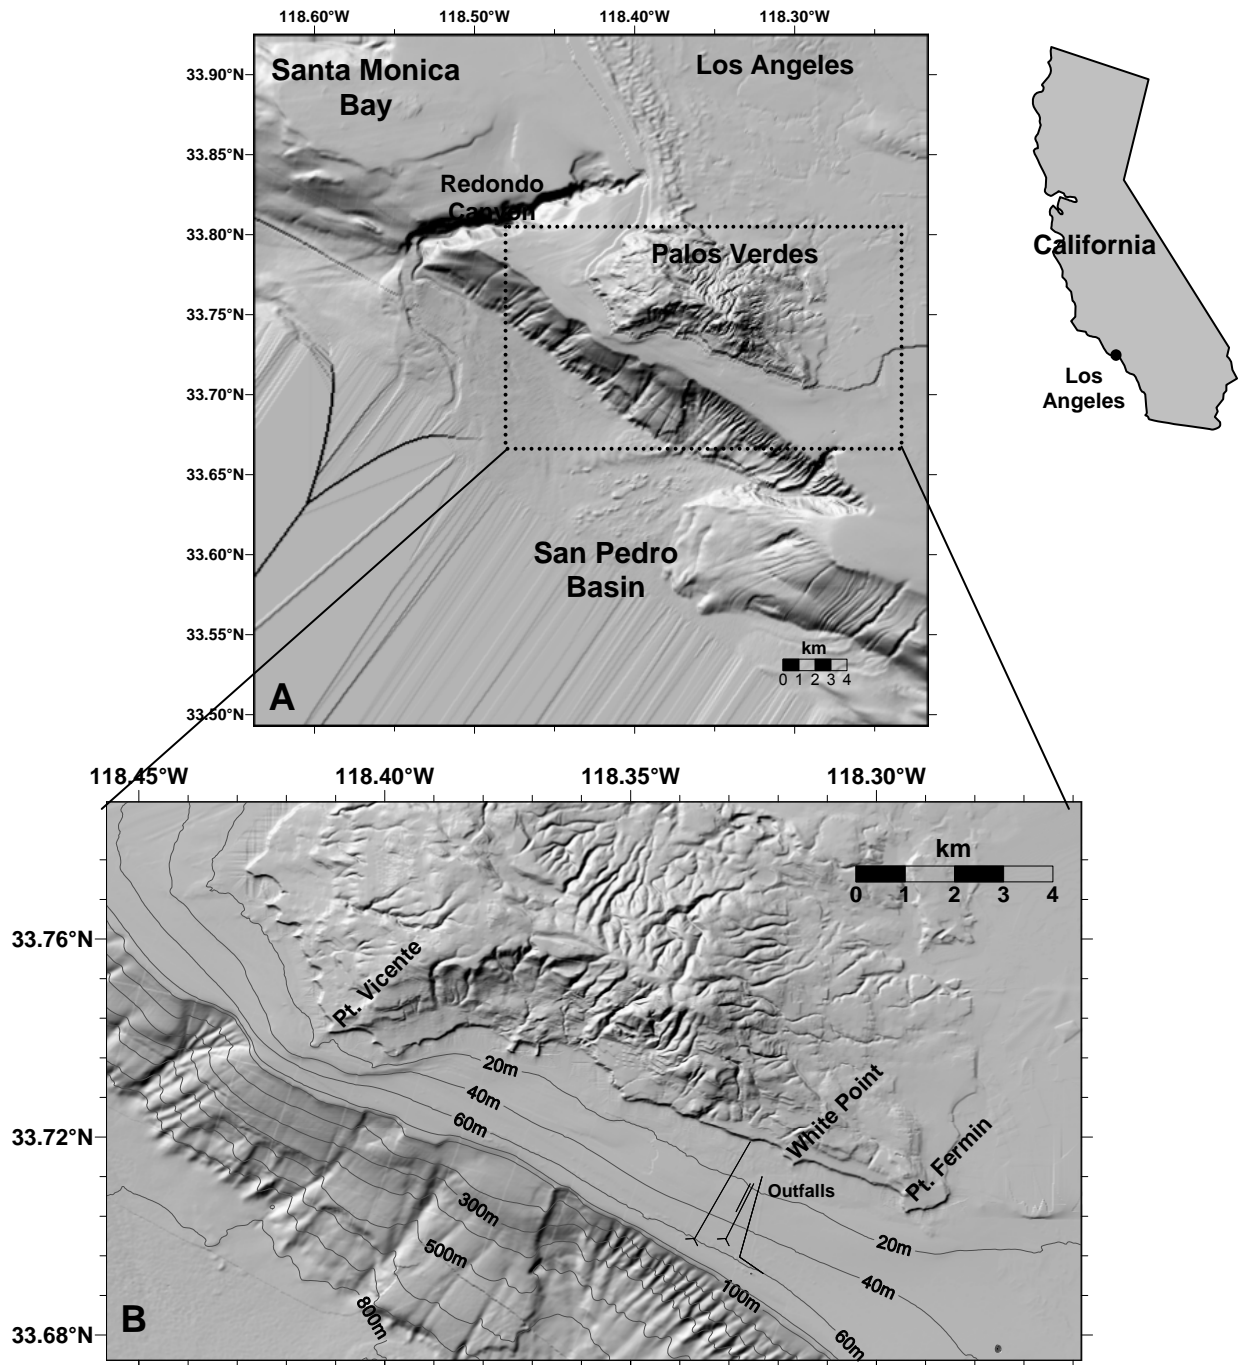 118.60°W 118.50°W 118.40°W 118.30°W
33.90°N
33.85°N
33.80°N
33.75°N
33.70°N
33.65°N
33.60°N
33.55°N
33.50°N
Santa Monica
Bay
Los Angeles
Redondo
Canyon
Palos Verdes
San Pedro
Basin
km
0 1 2 3 4
A
California
Los
Angeles
118.45°W 118.40°W 118.35°W 118.30°W
33.76°N
33.72°N
33.68°N
km
0 1 2 3 4
Pt. Vicente
White Point
Pt. Fermin
Outfalls
20m
40m
60m
300m
500m
800m
100m
20m
40m
60m
B